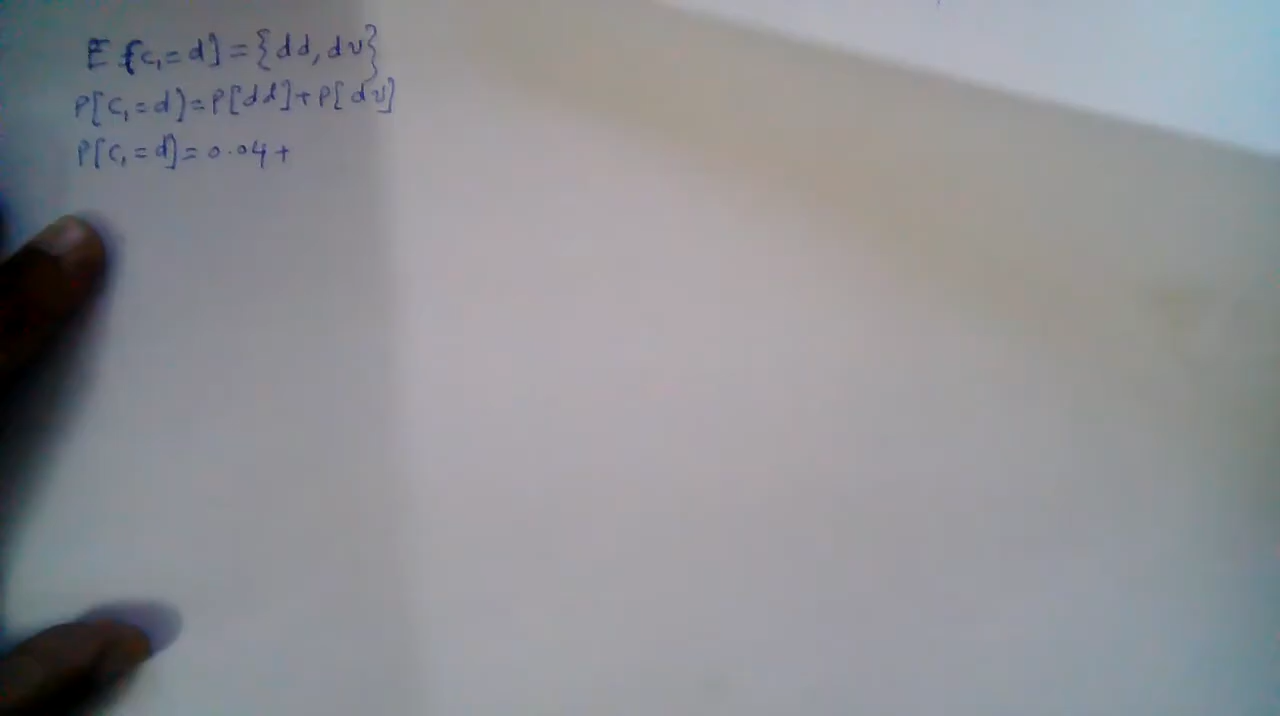 E [C₁=d] = {dd, dv}
P[C₁=d) = P[dd] + P[dv]
P[C₁=d] = 0.04 +